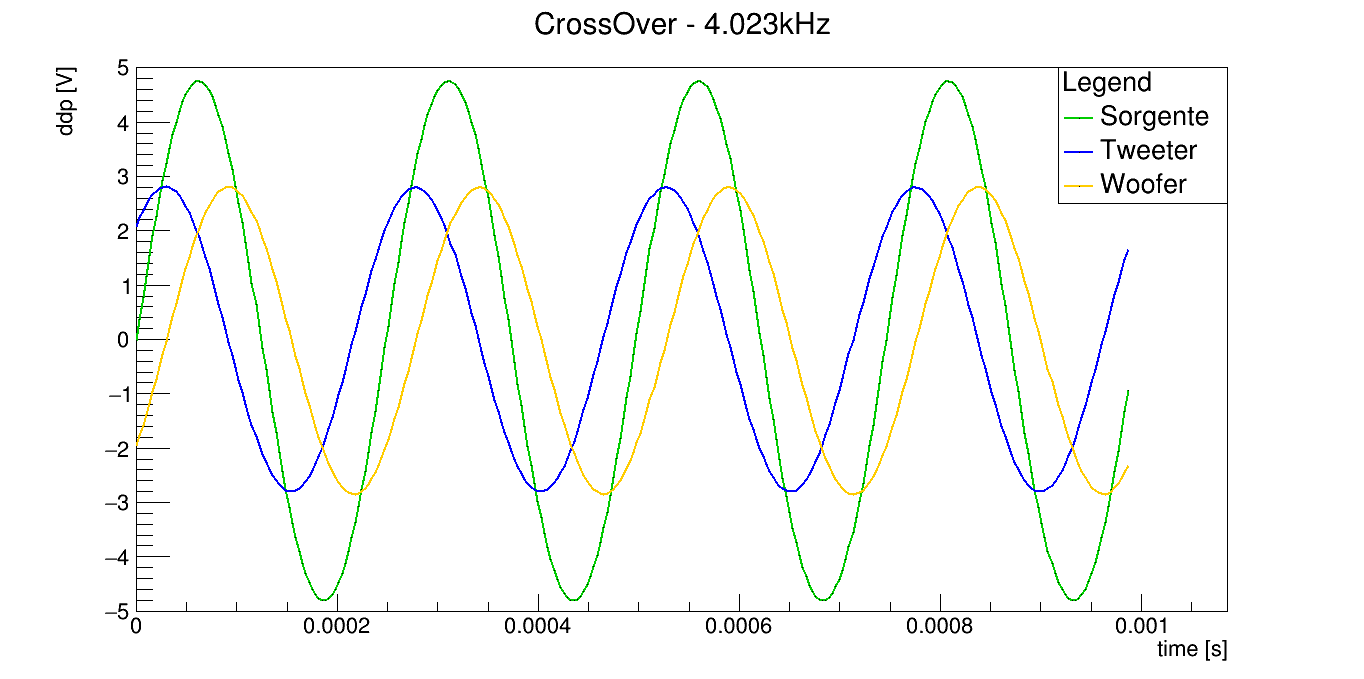 CrossOver - 4.023kHz
ddp [V]
5
4
3
2
1
0
−1
−2
−3
−4
−5
0 0.0002 0.0004 0.0006 0.0008 0.001
time [s]
Legend
Sorgente
Tweeter
Woofer